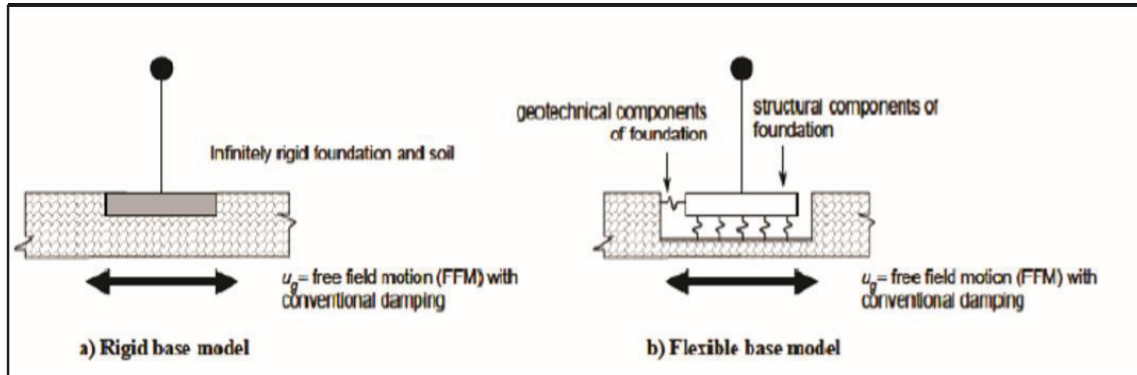 Infinitely rigid foundation and soil
u_g= free field motion (FFM) with
conventional damping
a) Rigid base model
geotechnical components
of foundation
structural components of
foundation
u_g= free field motion (FFM) with
conventional damping
b) Flexible base model